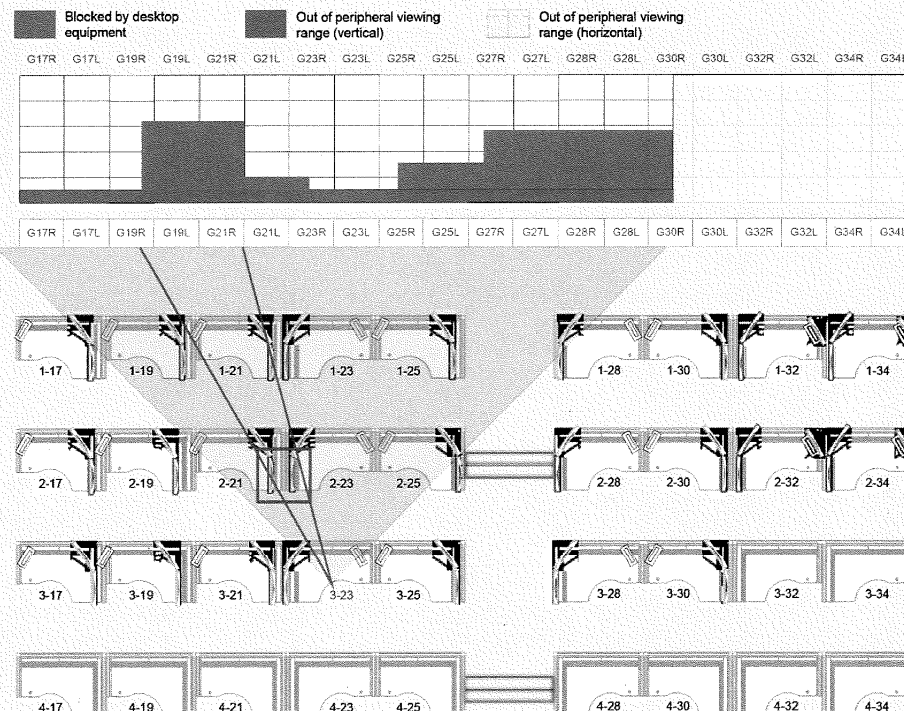 Blocked by desktop equipment
Out of peripheral viewing range (vertical)
Out of peripheral viewing range (horizontal)
G17R G17L G19R G19L G21R G21L G23R G23L G25R G25L G27R G27L G28R G28L G30R G30L G32R G32L G34R G34L
G17R G17L G19R G19L G21R G21L G23R G23L G25R G25L G27R G27L G28R G28L G30R G30L G32R G32L G34R G34L
1-17 1-19 1-21 1-23 1-25 1-28 1-30 1-32 1-34
2-17 2-19 2-21 2-23 2-25 2-28 2-30 2-32 2-34
3-17 3-19 3-21 3-23 3-25 3-28 3-30 3-32 3-34
4-17 4-19 4-21 4-23 4-25 4-28 4-30 4-32 4-34